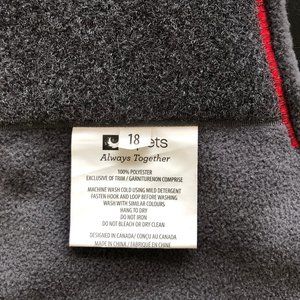 18
ets
Always Together
100% POLYESTER
EXCLUSIVE OF TRIM / GARNITURE NON COMPRISE
MACHINE WASH COLD USING MILD DETERGENT
FASTEN HOOK AND LOOP BEFORE WASHING
WASH WITH SIMILAR COLOURS
HANG TO DRY
DO NOT IRON
DO NOT BLEACH OR DRY CLEAN
DESIGNED IN CANADA/ CONÇU AU CANADA
MADE IN CHINA / FABRIQUÉ EN CHINE